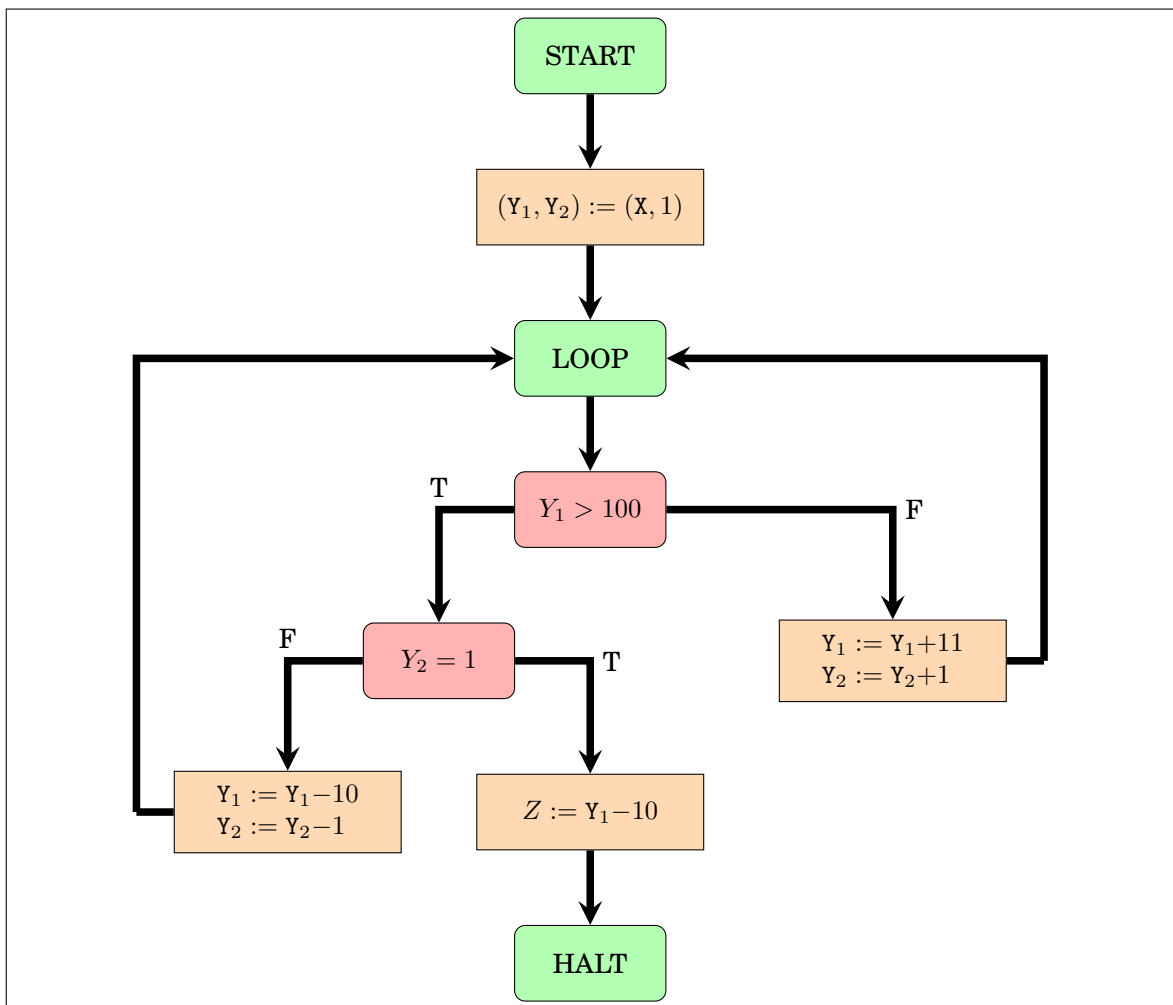 START
(Y₁, Y₂) := (X, 1)
LOOP
T
Y₁ > 100
F
F
Y₂ = 1
T
Y₁ := Y₁+11
Y₂ := Y₂+1
Y₁ := Y₁−10
Y₂ := Y₂−1
Z := Y₁−10
HALT